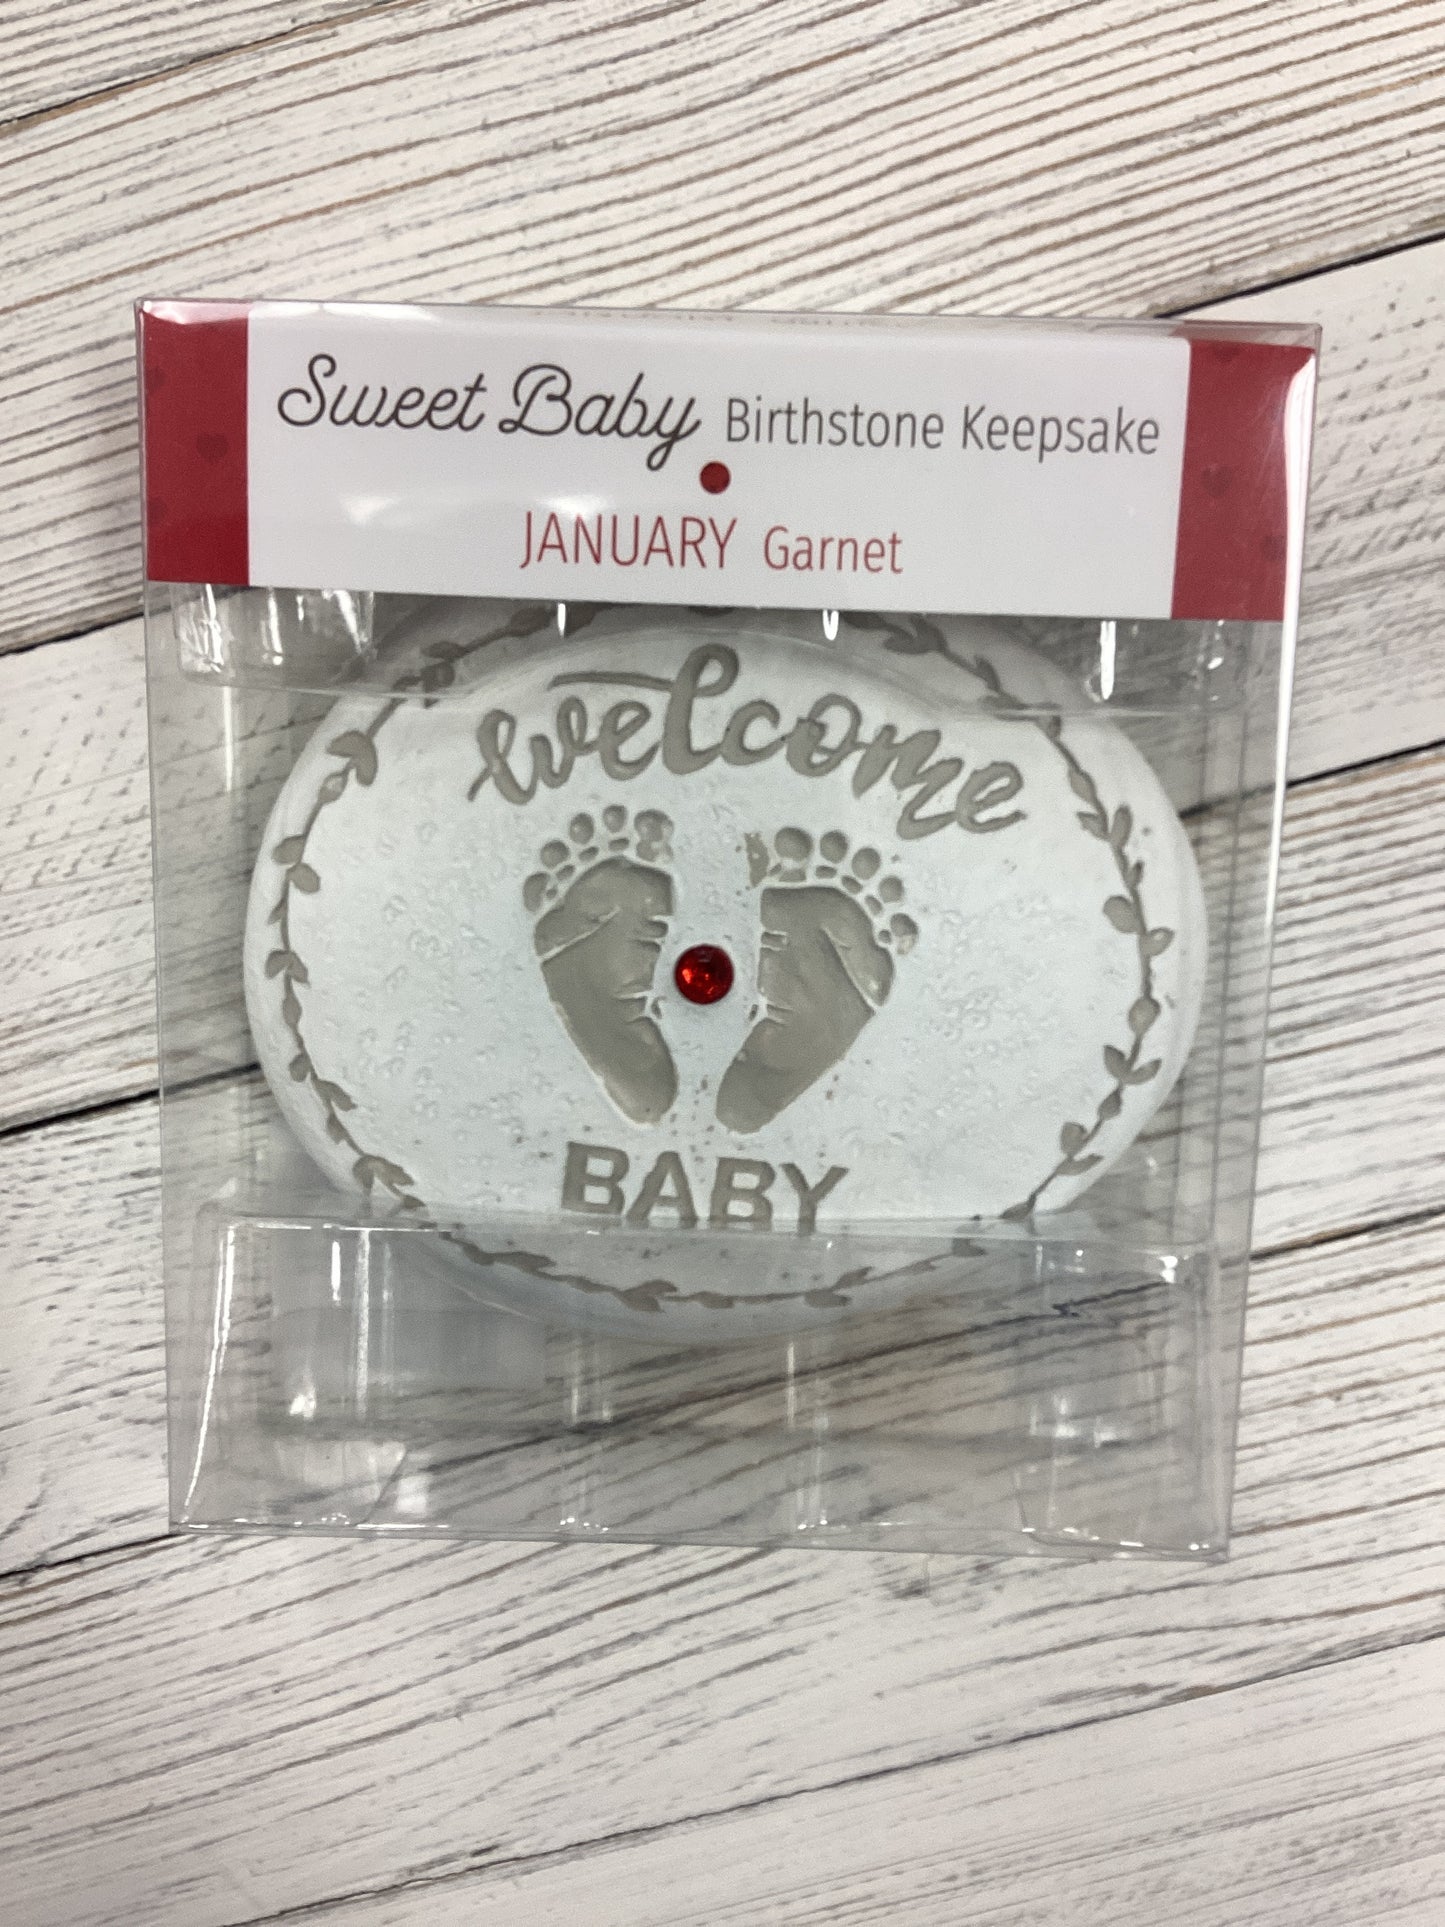 Sweet Baby Birthstone Keepsake
JANUARY Garnet
welcome
BABY